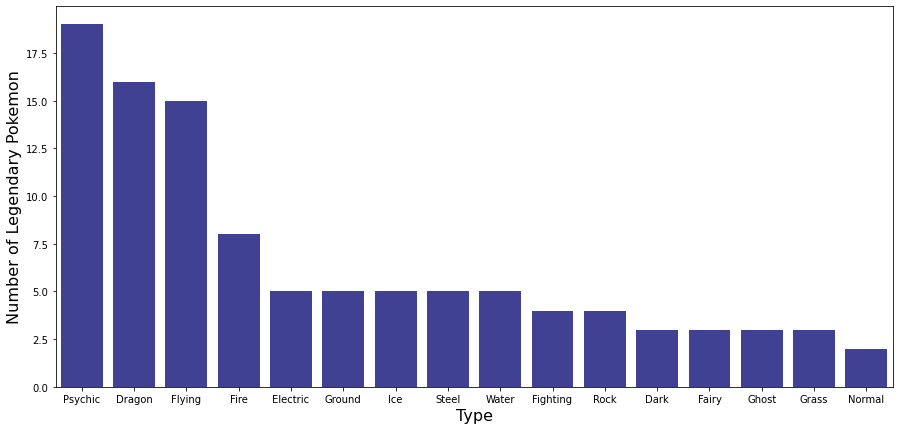 Number of Legendary Pokemon
17.5
15.0
12.5
10.0
7.5
5.0
2.5
0.0
Psychic Dragon Flying Fire Electric Ground Ice Steel Water Fighting Rock Dark Fairy Ghost Grass Normal
Type